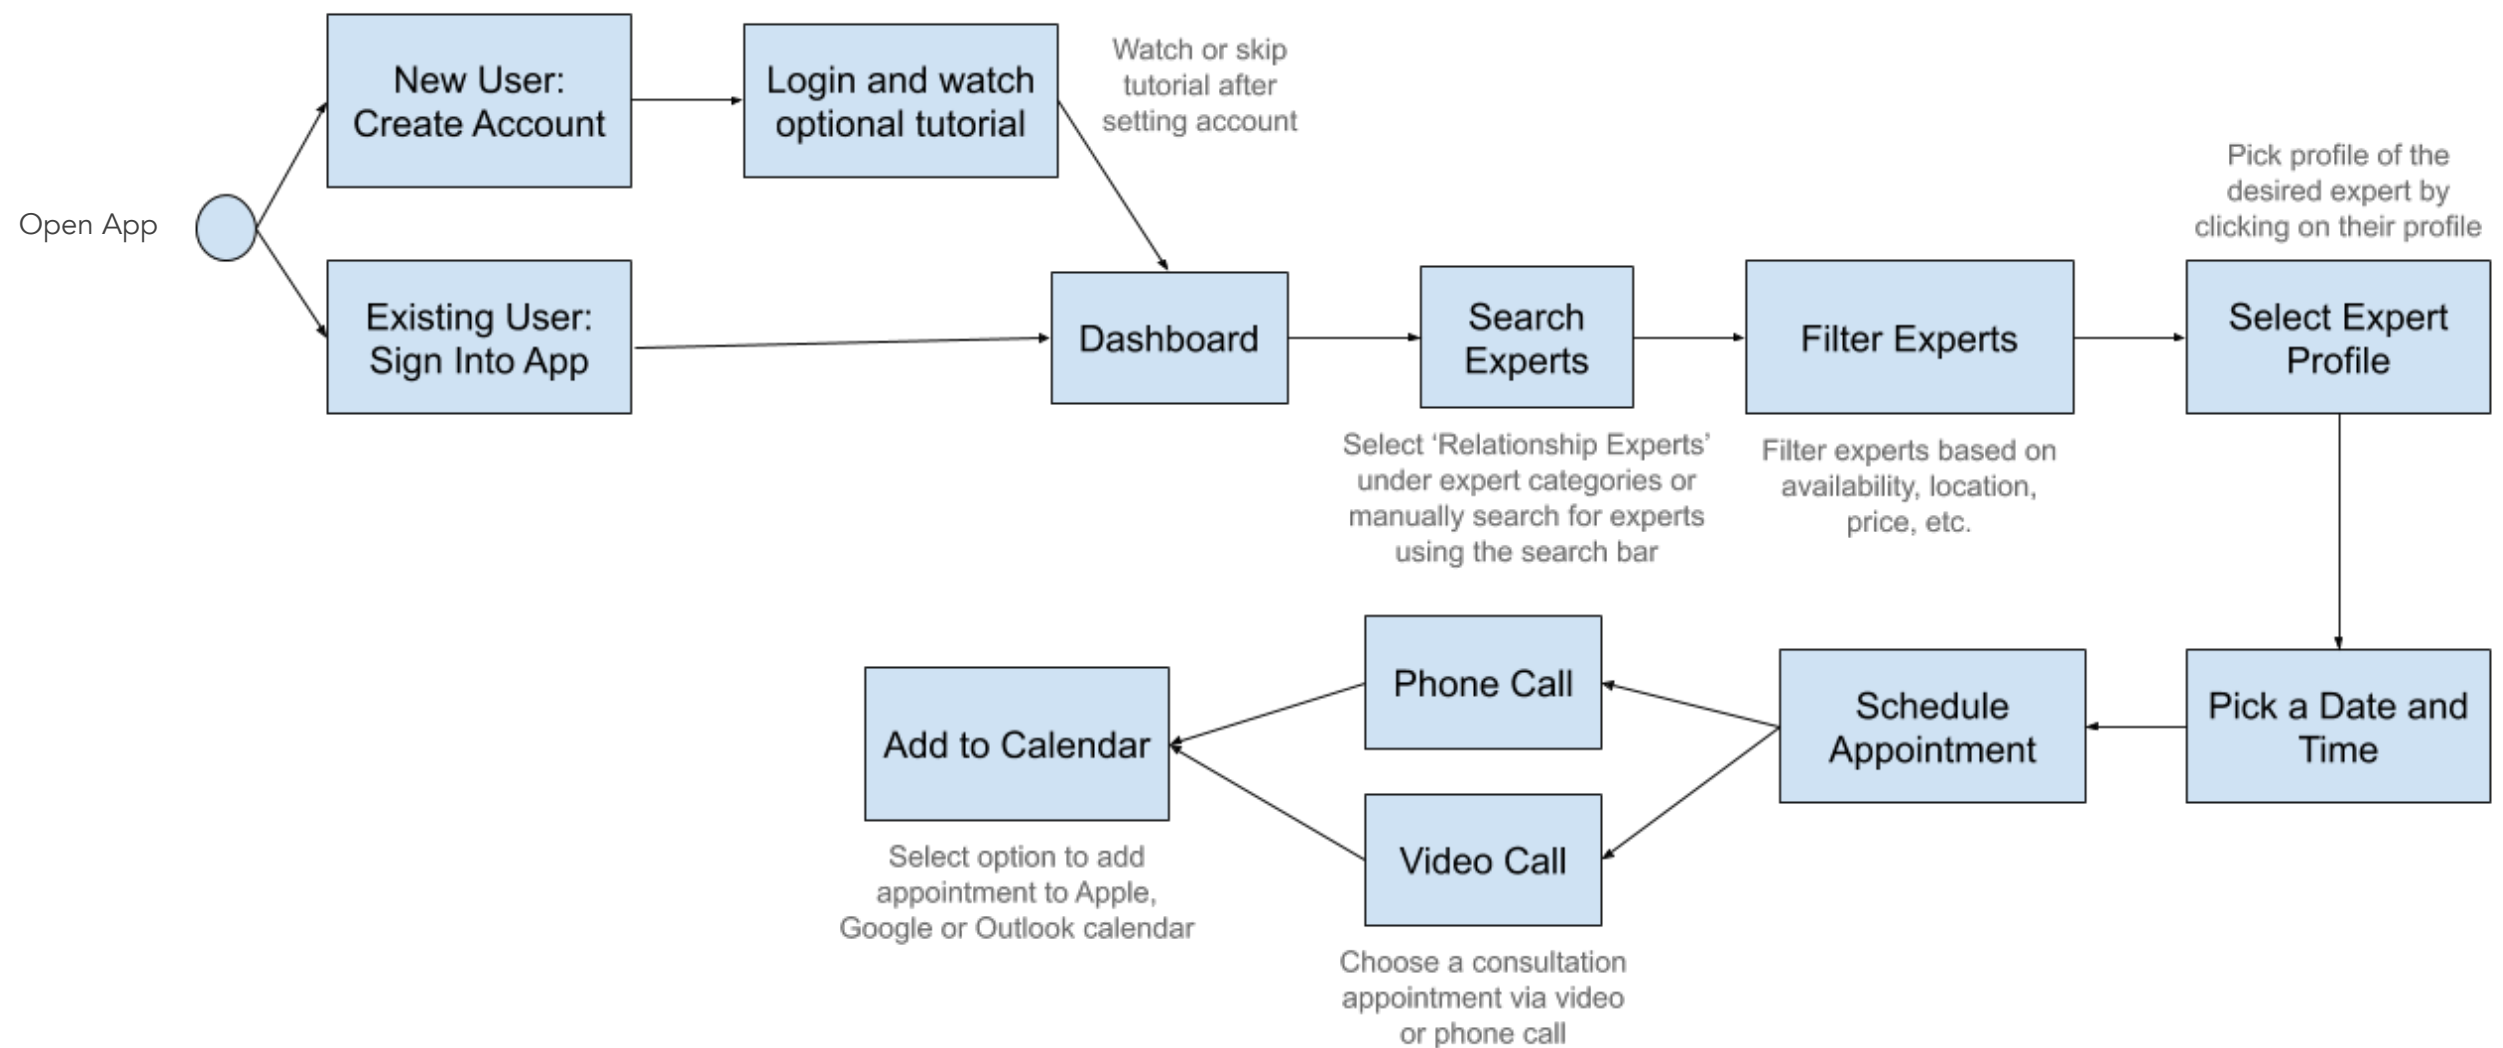 Open App
New User:
Create Account
Login and watch
optional tutorial
Watch or skip
tutorial after
setting account
Existing User:
Sign Into App
Dashboard
Search
Experts
Select ‘Relationship Experts’
under expert categories or
manually search for experts
using the search bar
Filter Experts
Filter experts based on
availability, location,
price, etc.
Pick profile of the
desired expert by
clicking on their profile
Select Expert
Profile
Pick a Date and
Time
Schedule
Appointment
Phone Call
Video Call
Choose a consultation
appointment via video
or phone call
Add to Calendar
Select option to add
appointment to Apple,
Google or Outlook calendar